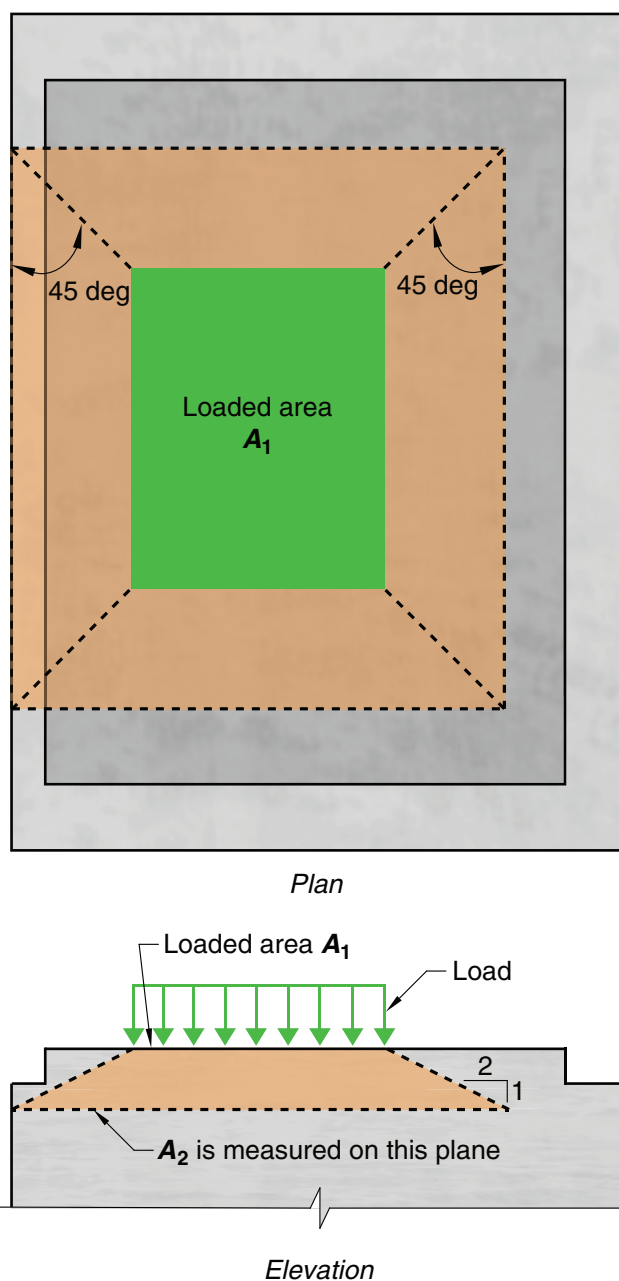 45 deg
45 deg
Loaded area
A1
Plan
Loaded area A1
Load
2
1
A2 is measured on this plane
Elevation